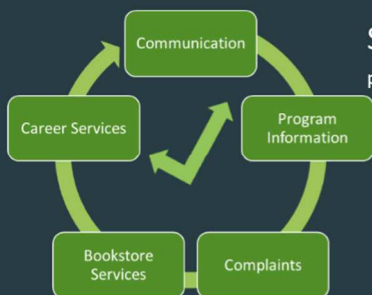 Communication
Program
Information
Complaints
Bookstore
Services
Career Services